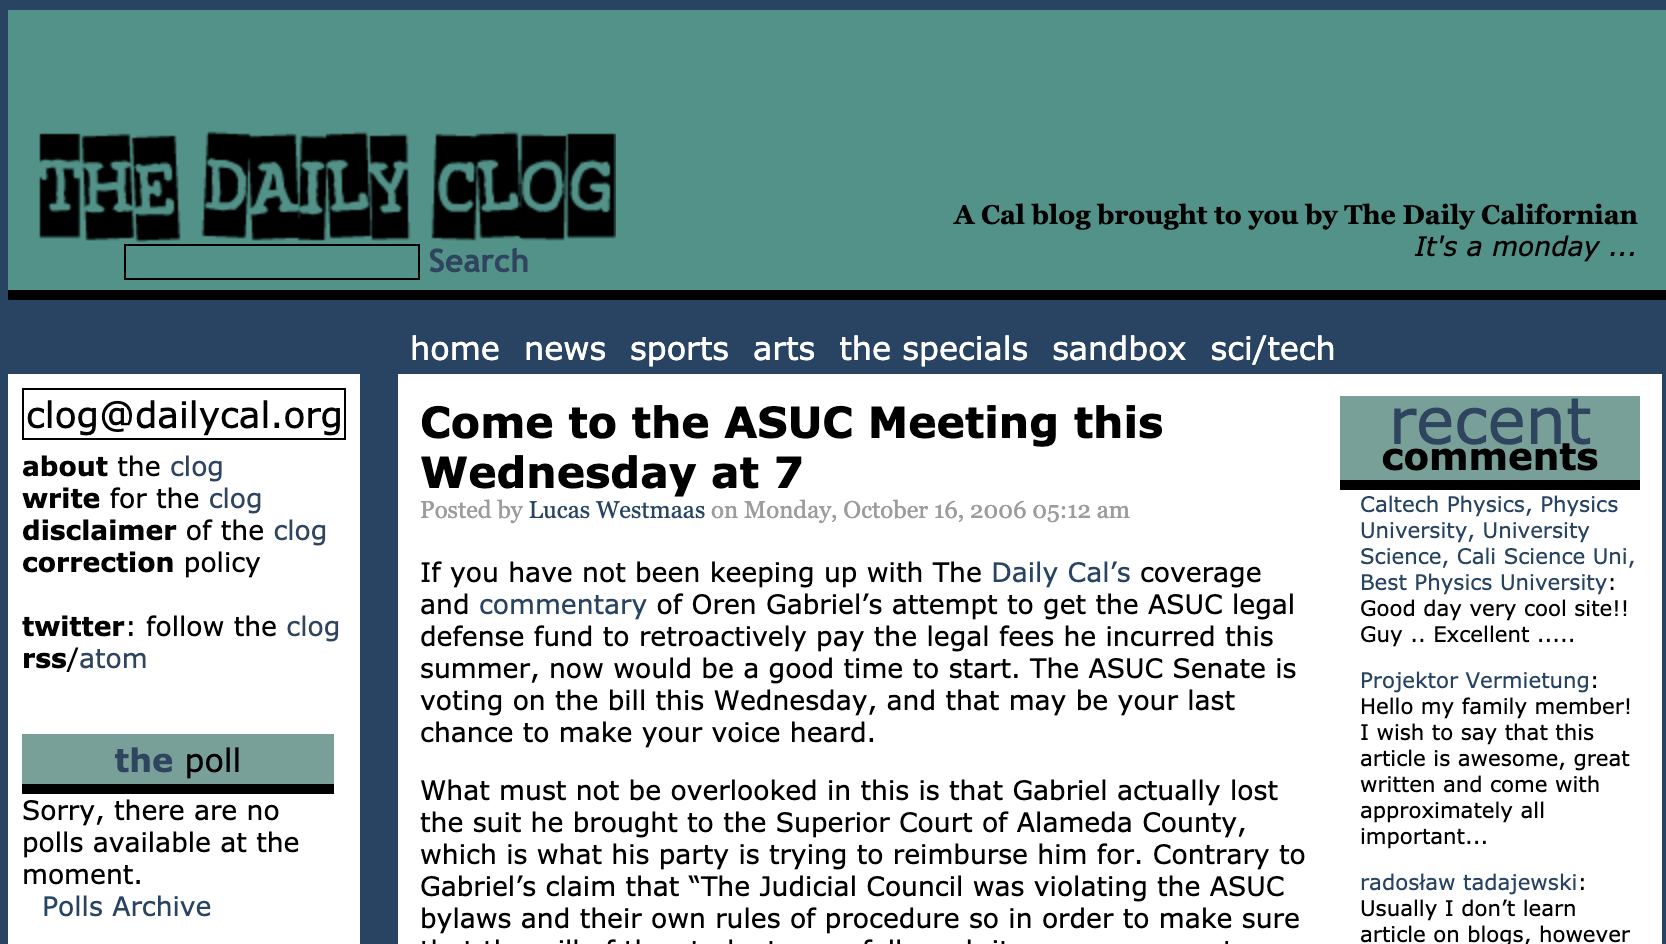 THE DAILY CLOG
Search
A Cal blog brought to you by The Daily Californian
It's a monday ...
home news sports arts the specials sandbox sci/tech
clog@dailycal.org
about the clog
write for the clog
disclaimer of the clog
correction policy
twitter: follow the clog
rss/atom
the poll
Sorry, there are no
polls available at the
moment.
Polls Archive
Come to the ASUC Meeting this
Wednesday at 7
Posted by Lucas Westmaas on Monday, October 16, 2006 05:12 am
If you have not been keeping up with The Daily Cal’s coverage
and commentary of Oren Gabriel’s attempt to get the ASUC legal
defense fund to retroactively pay the legal fees he incurred this
summer, now would be a good time to start. The ASUC Senate is
voting on the bill this Wednesday, and that may be your last
chance to make your voice heard.
What must not be overlooked in this is that Gabriel actually lost
the suit he brought to the Superior Court of Alameda County,
which is what his party is trying to reimburse him for. Contrary to
Gabriel’s claim that “The Judicial Council was violating the ASUC
bylaws and their own rules of procedure so in order to make sure
recent
comments
Caltech Physics, Physics
University, University
Science, Cali Science Uni,
Best Physics University:
Good day very cool site!!
Guy .. Excellent .....
Projektor Vermietung:
Hello my family member!
I wish to say that this
article is awesome, great
written and come with
approximately all
important...
radosław tadajewski:
Usually I don’t learn
article on blogs, however